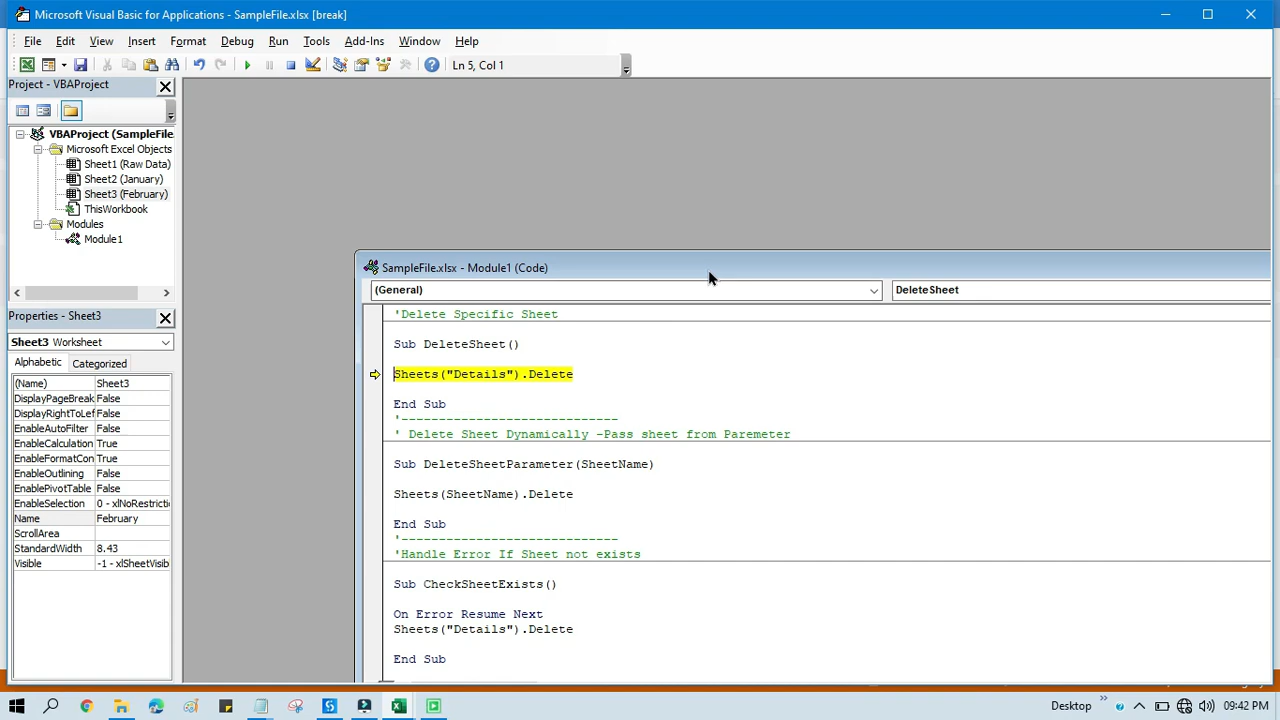 Microsoft Visual Basic for Applications - SampleFile.xlsx [break]
File Edit View Insert Format Debug Run Tools Add-Ins Window Help
Ln 5, Col 1
Project - VBAProject
VBAProject (SampleFile.
Microsoft Excel Objects
Sheet1 (Raw Data)
Sheet2 (January)
Sheet3 (February)
ThisWorkbook
Modules
Module1
Properties - Sheet3
Sheet3 Worksheet
Alphabetic Categorized
(Name) Sheet3
DisplayPageBreak False
DisplayRightToLef False
EnableAutoFilter False
EnableCalculation True
EnableFormatCon True
EnableOutlining False
EnablePivotTable False
EnableSelection 0 - xlNoRestricti
Name February
ScrollArea
StandardWidth 8.43
Visible -1 - xlSheetVisib
SampleFile.xlsx - Module1 (Code)
(General) DeleteSheet
'Delete Specific Sheet
Sub DeleteSheet()
Sheets("Details").Delete
End Sub
'-----------------------------
' Delete Sheet Dynamically -Pass sheet from Paremeter
Sub DeleteSheetParameter(SheetName)
Sheets(SheetName).Delete
End Sub
'-----------------------------
'Handle Error If Sheet not exists
Sub CheckSheetExists()
On Error Resume Next
Sheets("Details").Delete
End Sub
Desktop 09:42 PM